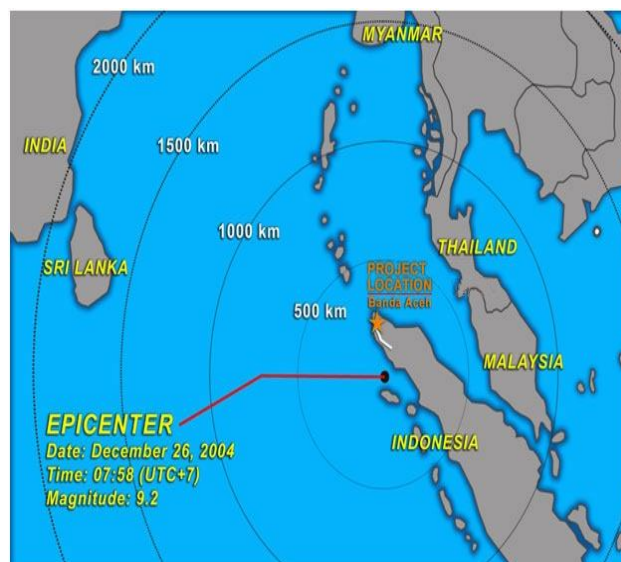 MYANMAR
2000 km
INDIA
1500 km
1000 km
SRI LANKA
THAILAND
PROJECT
LOCATION
Banda Aceh
500 km
MALAYSIA
EPICENTER
Date: December 26, 2004
Time: 07:58 (UTC+7)
Magnitude: 9.2
INDONESIA